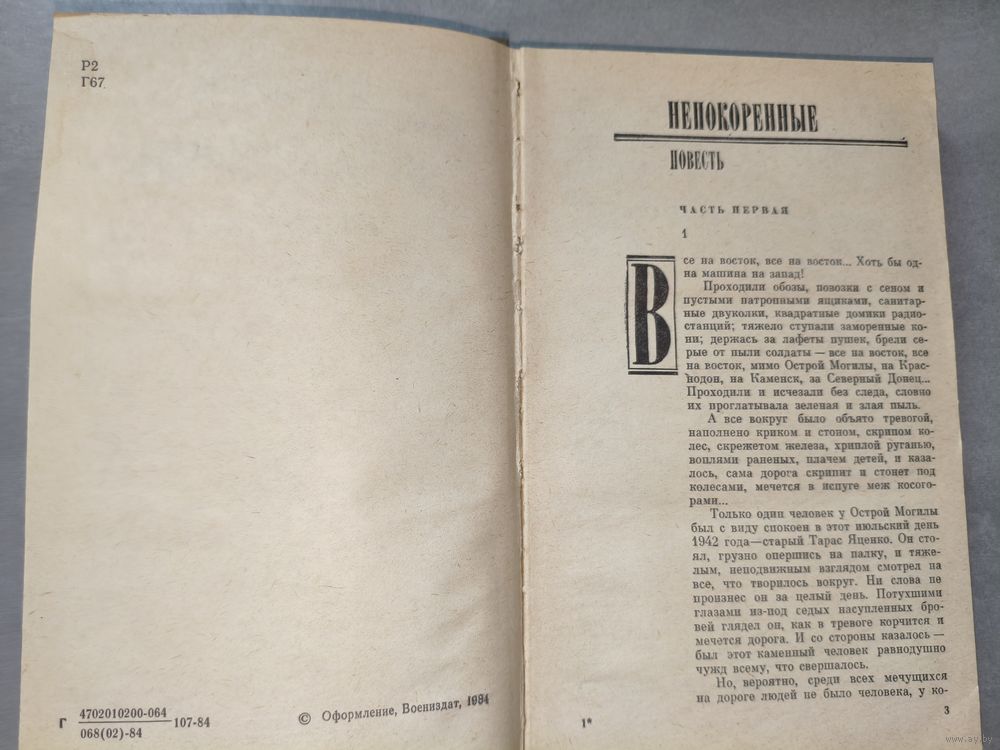 Р2
Г67
Г 4702010200-064
068(02)-84 107-84
© Оформление, Воениздат, 1984
НЕПОКОРЕННЫЕ
ПОВЕСТЬ
ЧАСТЬ ПЕРВАЯ
1
Все на восток, все на восток... Хоть бы од-
на машина на запад!
Проходили обозы, повозки с сеном и
пустыми патронными ящиками, санитар-
ные двуколки, квадратные домики радио-
станций; тяжело ступали заморенные ко-
ни; держась за лафеты пушек, брели се-
рые от пыли солдаты — все на восток, все
на восток, мимо Острой Могилы, на Крас-
нодон, на Каменск, за Северный Донец...
Проходили и исчезали без следа, словно
их проглатывала зеленая и злая пыль.
А все вокруг было объято тревогой,
наполнено криком и стоном, скрипом ко-
лес, скрежетом железа, хриплой руганью,
воплями раненых, плачем детей, и каза-
лось, сама дорога скрипит и стонет под
колесами, мечется в испуге меж косого-
рами...
Только один человек у Острой Могилы
был с виду спокоен в этот июльский день
1942 года—старый Тарас Яценко. Он сто-
ял, грузно опершись на палку, и тяже-
лым, неподвижным взглядом смотрел на
все, что творилось вокруг. Ни слова не
произнес он за целый день. Потухшими
глазами из-под седых насупленных бро-
вей глядел он, как в тревоге корчится и
мечется дорога. И со стороны казалось —
был этот каменный человек равнодушно
чужд всему, что свершалось.
Но, вероятно, среди всех мечущихся
на дороге людей не было человека, у ко-
1*
3
www.ay.by